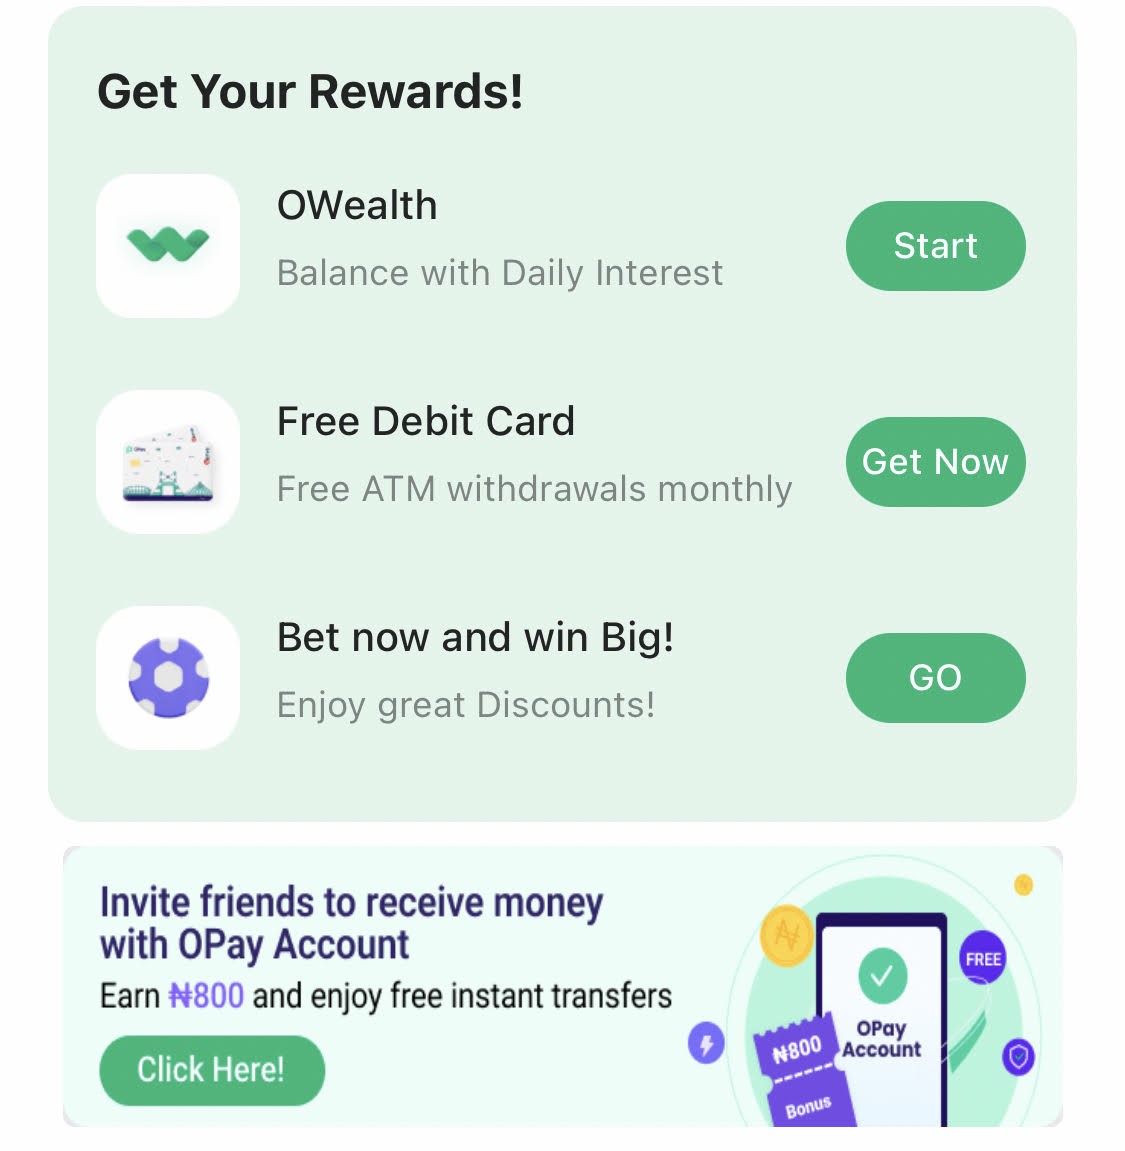 Get Your Rewards!
OWealth
Balance with Daily Interest
Start
Free Debit Card
Free ATM withdrawals monthly
Get Now
Bet now and win Big!
Enjoy great Discounts!
GO
Invite friends to receive money
with OPay Account
Earn ₦800 and enjoy free instant transfers
Click Here!
FREE
OPay
Account
₦800
Bonus